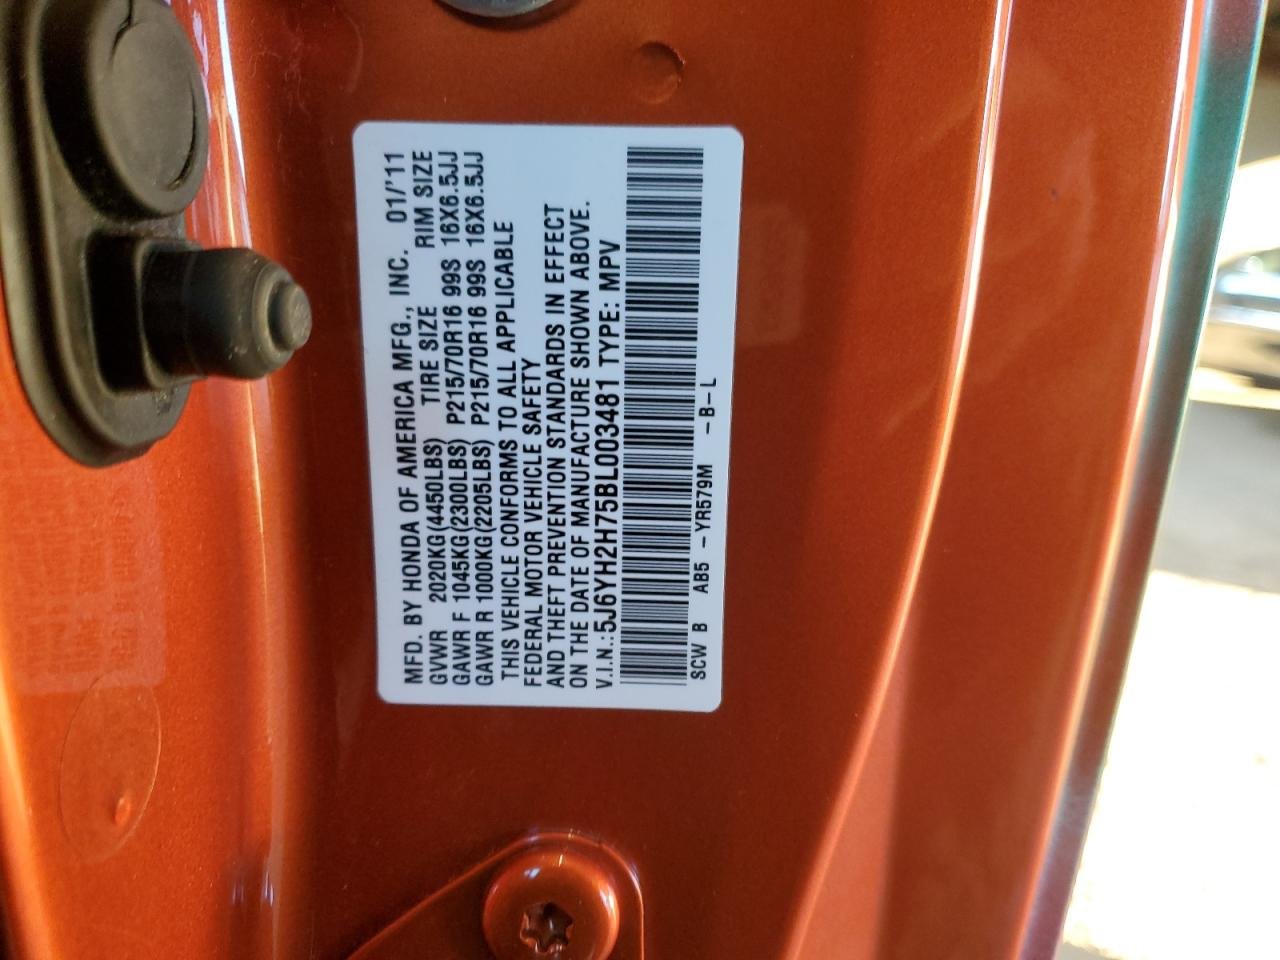 MFD. BY HONDA OF AMERICA MFG., INC. 01/'11
GVWR 2020KG(4450LBS) TIRE SIZE RIM SIZE
GAWR F 1045KG(2300LBS) P215/70R16 99S 16X6.5JJ
GAWR R 1000KG(2205LBS) P215/70R16 99S 16X6.5JJ
THIS VEHICLE CONFORMS TO ALL APPLICABLE
FEDERAL MOTOR VEHICLE SAFETY
AND THEFT PREVENTION STANDARDS IN EFFECT
ON THE DATE OF MANUFACTURE SHOWN ABOVE.
V.I.N.:5J6YH2H75BL003481 TYPE: MPV
SCW B AB5 - YR579M - B - L